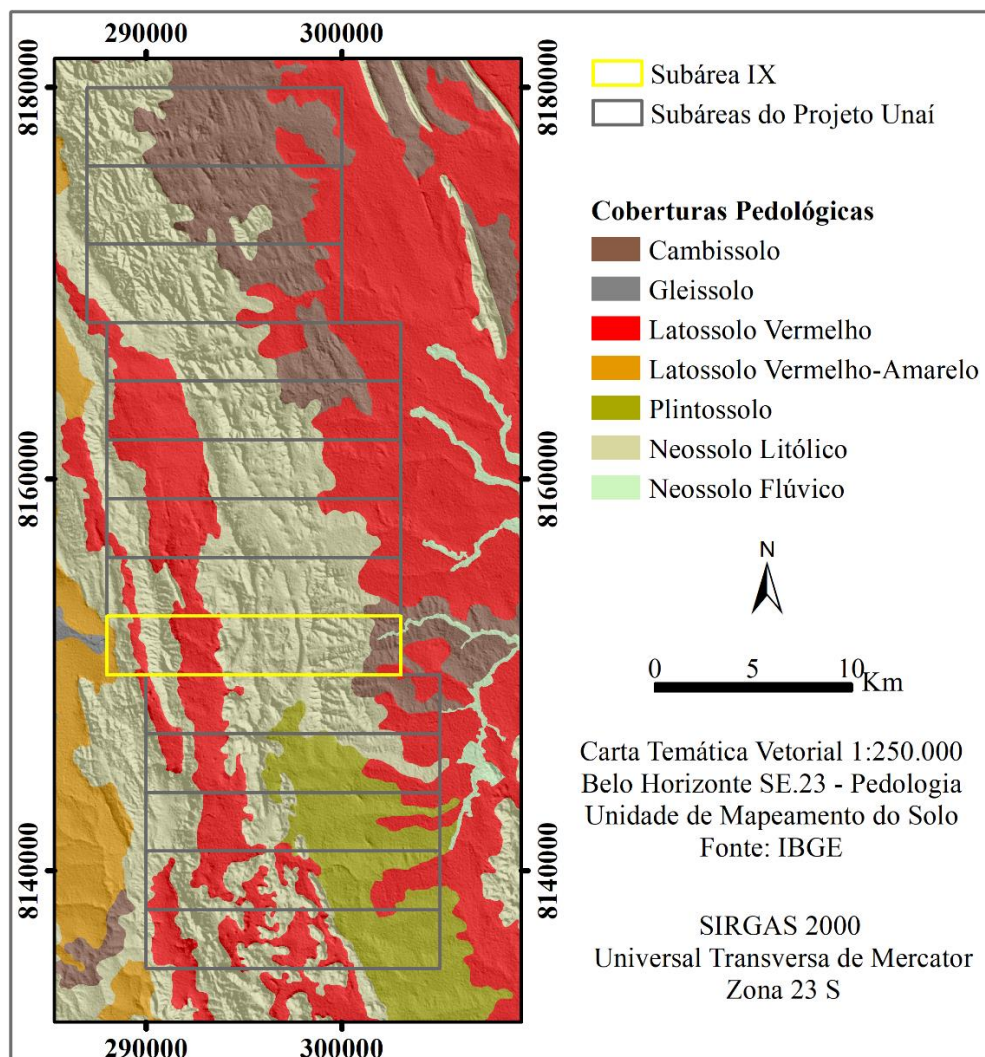 290000
300000
8180000
8180000
8160000
8160000
8140000
8140000
290000
300000
Subárea IX
Subáreas do Projeto Unaí
Coberturas Pedológicas
Cambissolo
Gleissolo
Latossolo Vermelho
Latossolo Vermelho-Amarelo
Plintossolo
Neossolo Litólico
Neossolo Flúvico
N
0
5
10
Km
Carta Temática Vetorial 1:250.000
Belo Horizonte SE.23 - Pedologia
Unidade de Mapeamento do Solo
Fonte: IBGE
SIRGAS 2000
Universal Transversa de Mercator
Zona 23 S